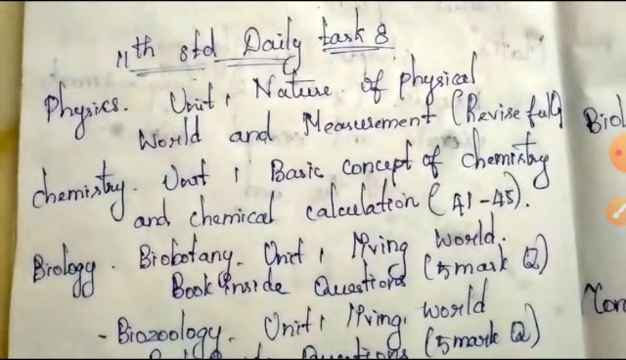 11th std Daily task 8
Physics. Unit 1 Nature of physical
World and Measurement (Revise full)
chemistry. Unit 1 Basic concept of chemistry
and chemical calculation (41-45).
Biology. Biobotany. Unit 1 living world.
Book inside Questions (5 mark Q)
- Biozoology. Unit 1 living world
(5 mark Q)
Biol